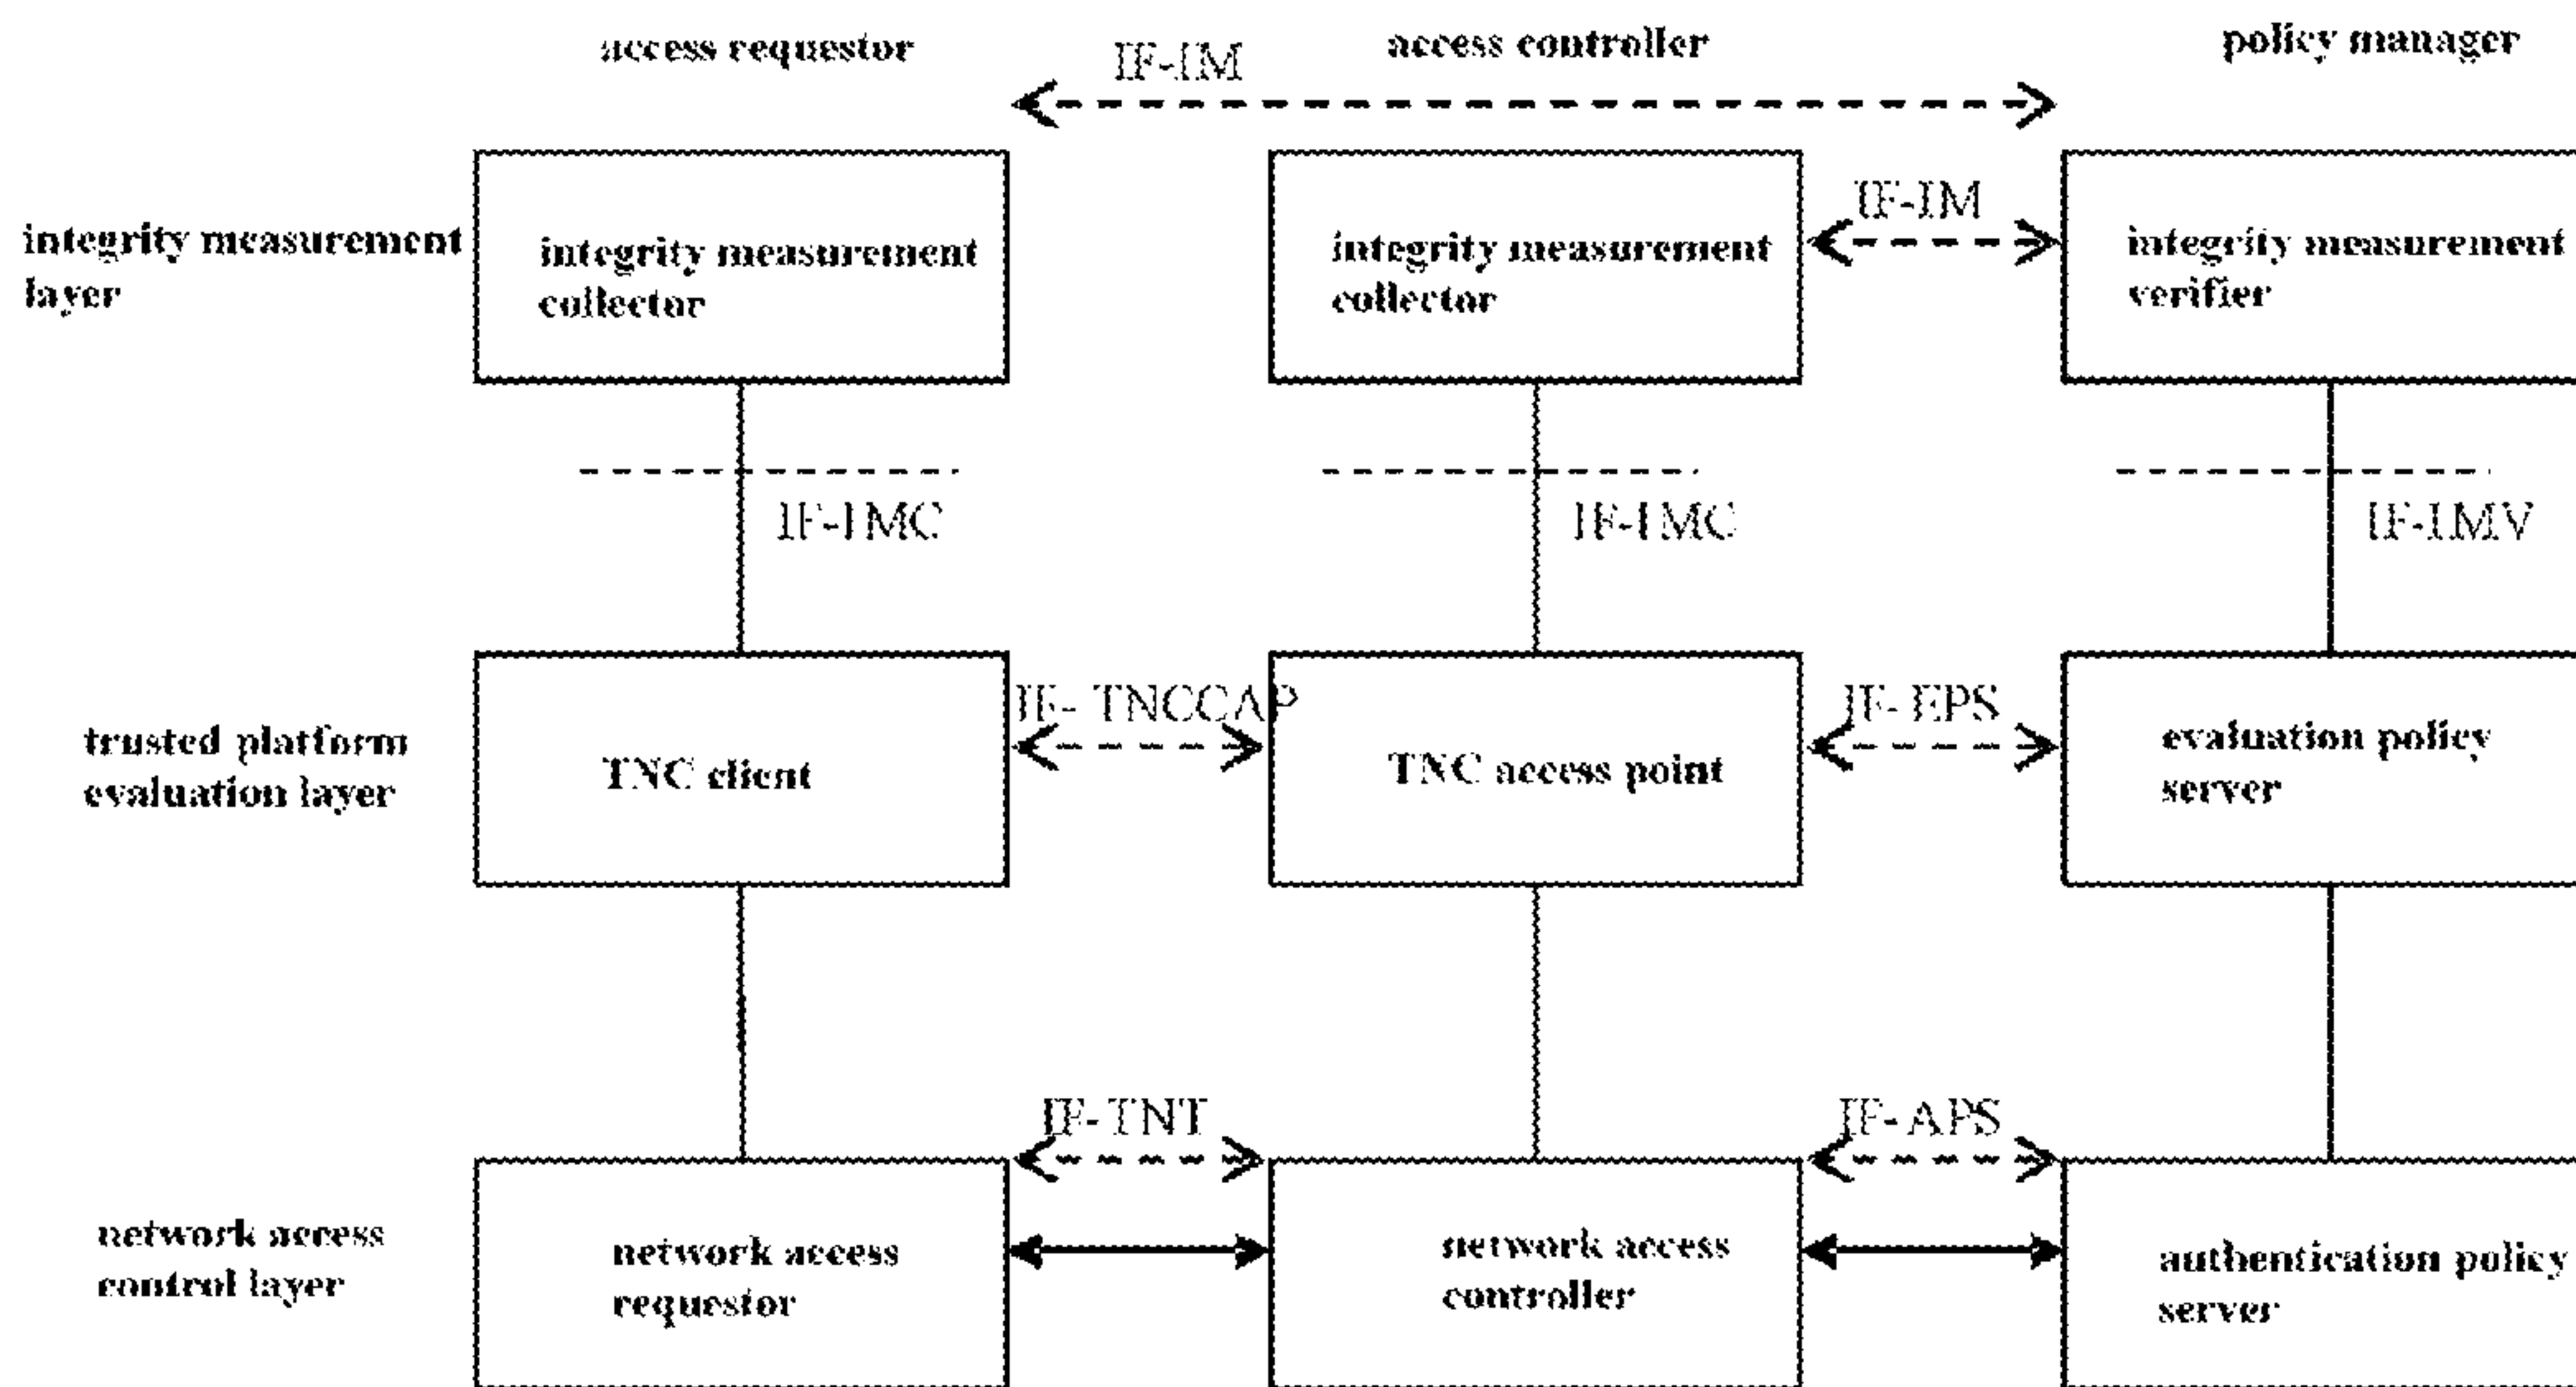 access requestor
IF-IM
access controller
policy manager
integrity measurement
layer
integrity measurement
collector
integrity measurement
collector
IF-IM
integrity measurement
verifier
IF-IMC
IF-IMC
IF-IMV
trusted platform
evaluation layer
TNC client
IF- TNCCAP
TNC access point
IF- EPS
evaluation policy
server
IF-TNT
IF-APS
network access
control layer
network access
requestor
network access
controller
authentication policy
server